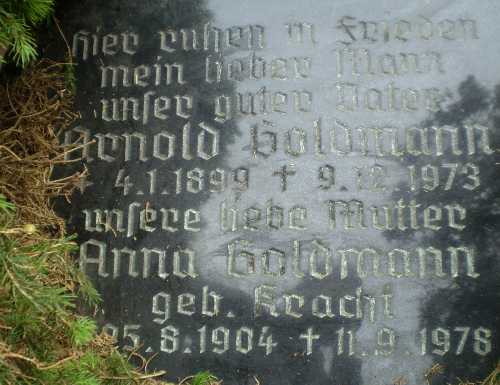 Hier ruhen in Frieden
mein lieber Mann
unser guter Vater
Arnold Goldmann
* 4.1.1899 † 9.12.1973
unsere liebe Mutter
Anna Goldmann
geb. Kracht
25.8.1904 † 11.9.1978